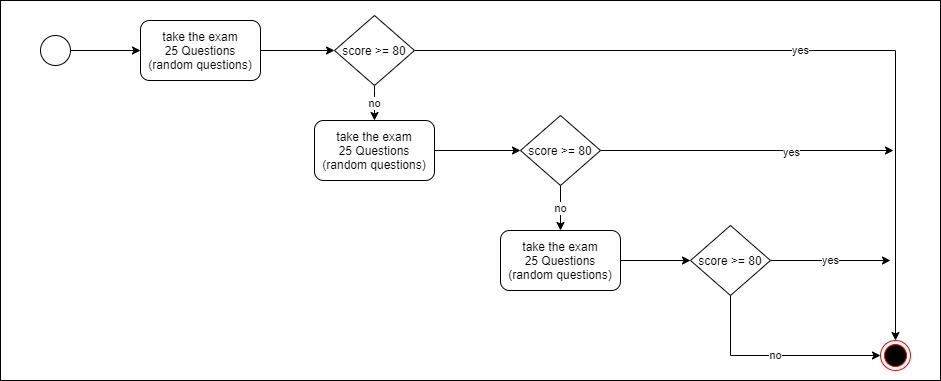 take the exam
25 Questions
(random questions)
score >= 80
yes
no
take the exam
25 Questions
(random questions)
score >= 80
yes
no
take the exam
25 Questions
(random questions)
score >= 80
yes
no